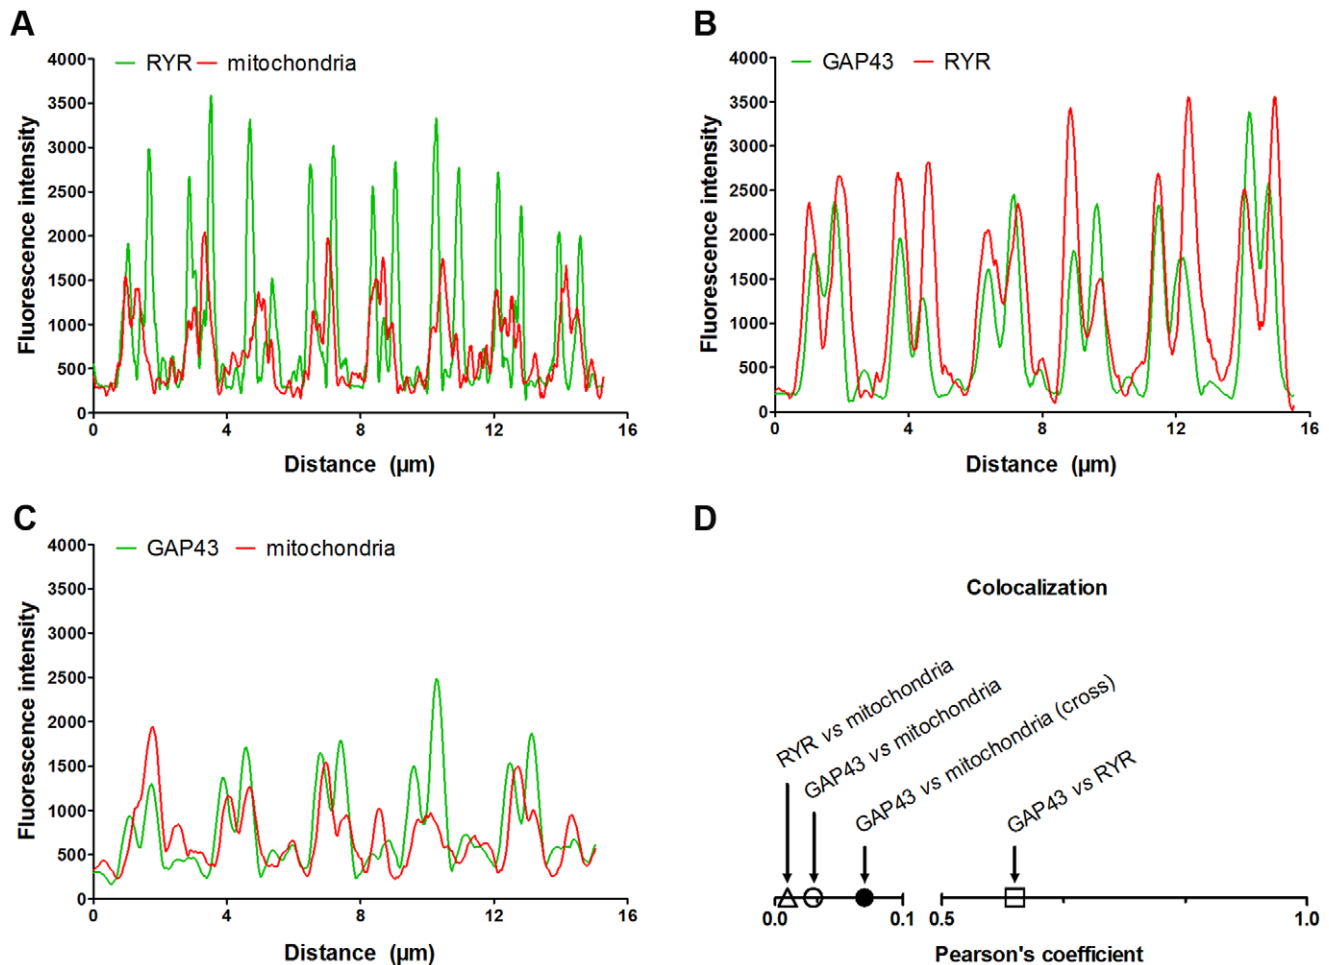 A
RYR mitochondria
4000
3500
3000
2500
2000
1500
1000
500
0
Fluorescence intensity
0 4 8 12 16
Distance (µm)
B
GAP43 RYR
4000
3500
3000
2500
2000
1500
1000
500
0
Fluorescence intensity
0 4 8 12 16
Distance (µm)
C
GAP43 mitochondria
4000
3500
3000
2500
2000
1500
1000
500
0
Fluorescence intensity
0 4 8 12 16
Distance (µm)
D
Colocalization
RYR vs mitochondria
GAP43 vs mitochondria
GAP43 vs mitochondria (cross)
GAP43 vs RYR
0.0 0.1 0.5 1.0
Pearson's coefficient